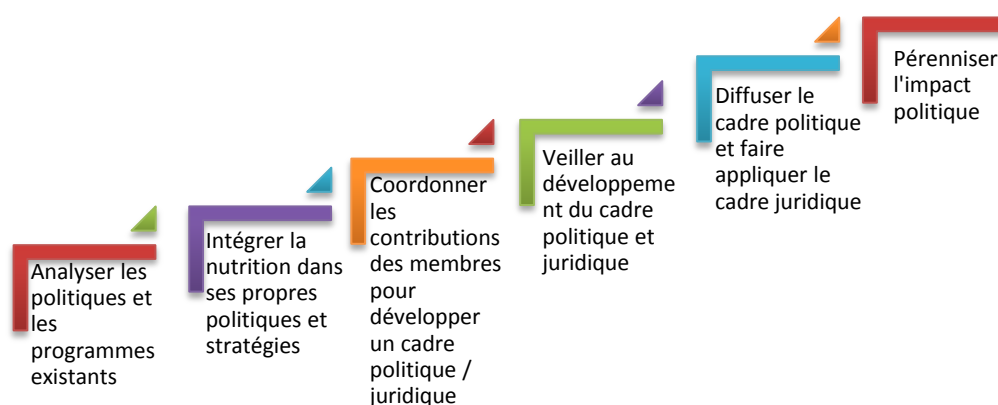 Analyser les
politiques et
les
programmes
existants
Intégrer la
nutrition dans
ses propres
politiques et
stratégies
Coordonner
les
contributions
des membres
pour
développer
un cadre
politique /
juridique
Veiller au
développeme
nt du cadre
politique et
juridique
Diffuser le
cadre politique
et faire
appliquer le
cadre juridique
Pérenniser
l'impact
politique